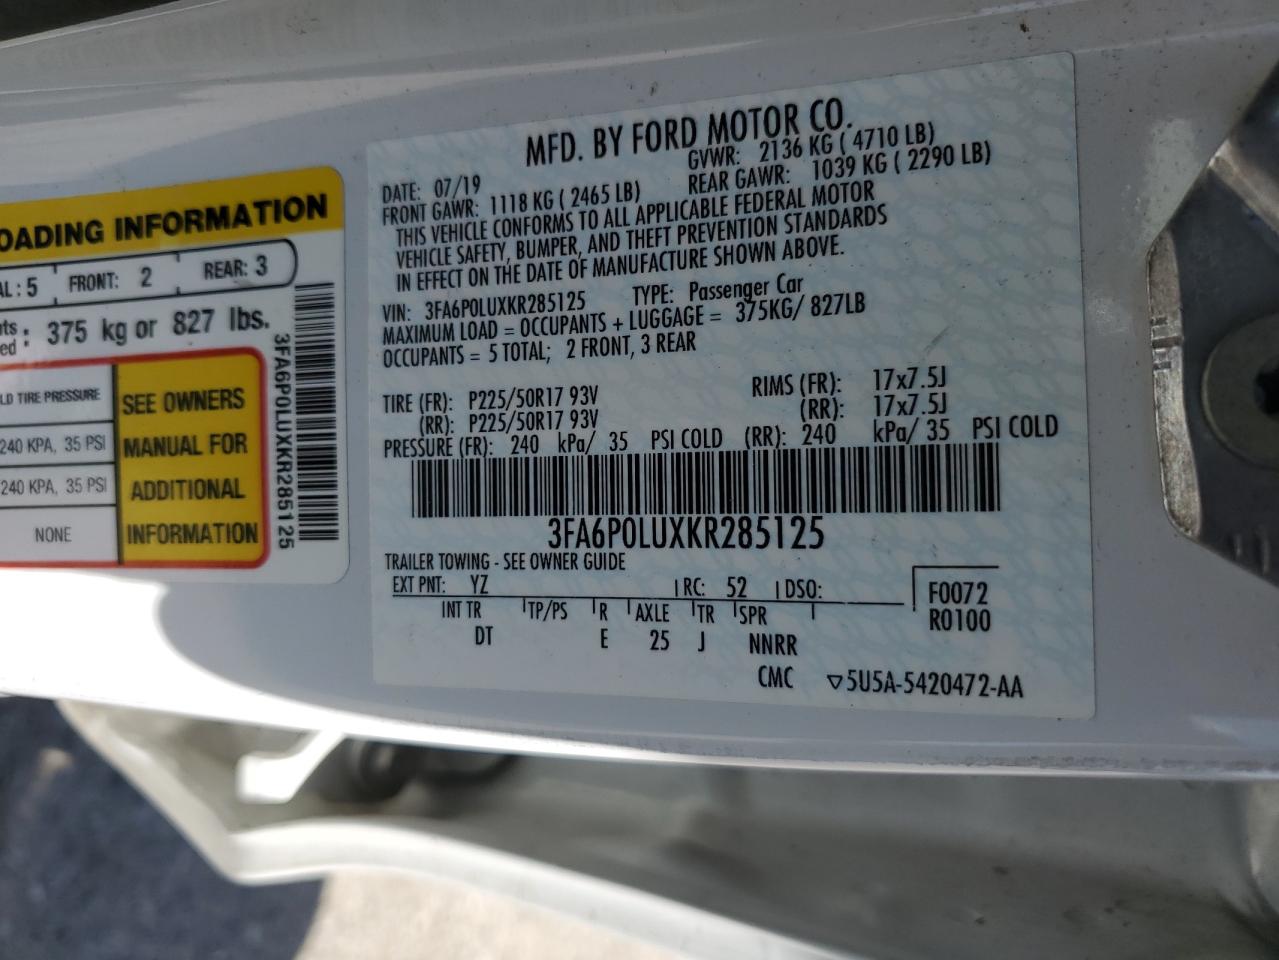 OADING INFORMATION
AL: 5 FRONT: 2 REAR: 3
nts
ed : 375 kg or 827 lbs.
LD TIRE PRESSURE
240 KPA, 35 PSI
240 KPA, 35 PSI
NONE
SEE OWNERS
MANUAL FOR
ADDITIONAL
INFORMATION
3FA6P0LUXKR285125
MFD. BY FORD MOTOR CO.
DATE: 07/19 GVWR: 2136 KG ( 4710 LB)
FRONT GAWR: 1118 KG ( 2465 LB) REAR GAWR: 1039 KG ( 2290 LB)
THIS VEHICLE CONFORMS TO ALL APPLICABLE FEDERAL MOTOR
VEHICLE SAFETY, BUMPER, AND THEFT PREVENTION STANDARDS
IN EFFECT ON THE DATE OF MANUFACTURE SHOWN ABOVE.
VIN: 3FA6P0LUXKR285125 TYPE: Passenger Car
MAXIMUM LOAD = OCCUPANTS + LUGGAGE = 375KG/ 827LB
OCCUPANTS = 5 TOTAL; 2 FRONT, 3 REAR
TIRE (FR): P225/50R17 93V RIMS (FR): 17x7.5J
(RR): P225/50R17 93V (RR): 17x7.5J
PRESSURE (FR): 240 kPa/ 35 PSI COLD (RR): 240 kPa/ 35 PSI COLD
3FA6P0LUXKR285125
TRAILER TOWING - SEE OWNER GUIDE
EXT PNT: YZ RC: 52 DSO:
INT TR TP/PS R AXLE TR SPR
DT E 25 J NNRR
F0072
R0100
CMC ▽5U5A-5420472-AA